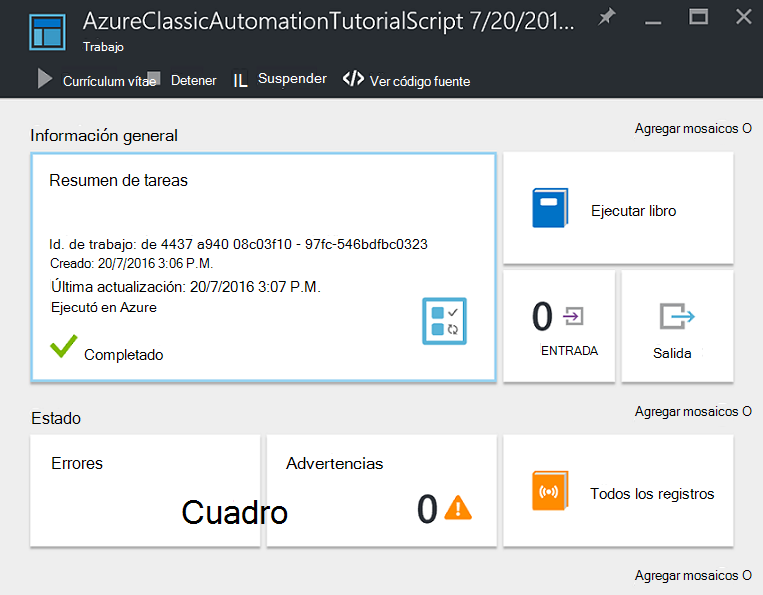 AzureClassicAutomationTutorialScript 7/20/201...
Trabajo
Currículum vítae Detener Suspender Ver código fuente
Agregar mosaicos O
Información general
Resumen de tareas
Id. de trabajo: de 4437 a940 08c03f10 - 97fc-546bdfbc0323
Creado: 20/7/2016 3:06 P.M.
Última actualización: 20/7/2016 3:07 P.M.
Ejecutó en Azure
Completado
Ejecutar libro
0
ENTRADA
Salida
Agregar mosaicos O
Estado
Errores
Cuadro
Advertencias
0
Todos los registros
Agregar mosaicos O